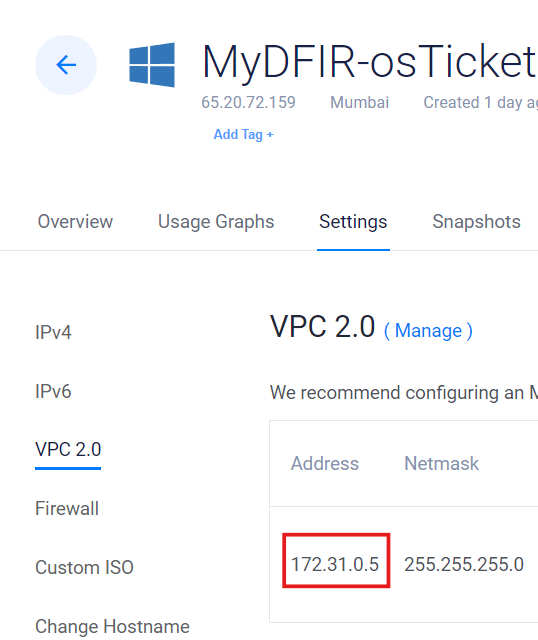 MyDFIR-osTicket
65.20.72.159 Mumbai Created 1 day
Add Tag +
Overview Usage Graphs Settings Snapshots
IPv4
IPv6
VPC 2.0
Firewall
Custom ISO
Change Hostname
VPC 2.0 ( Manage )
We recommend configuring an
Address Netmask
172.31.0.5 255.255.255.0